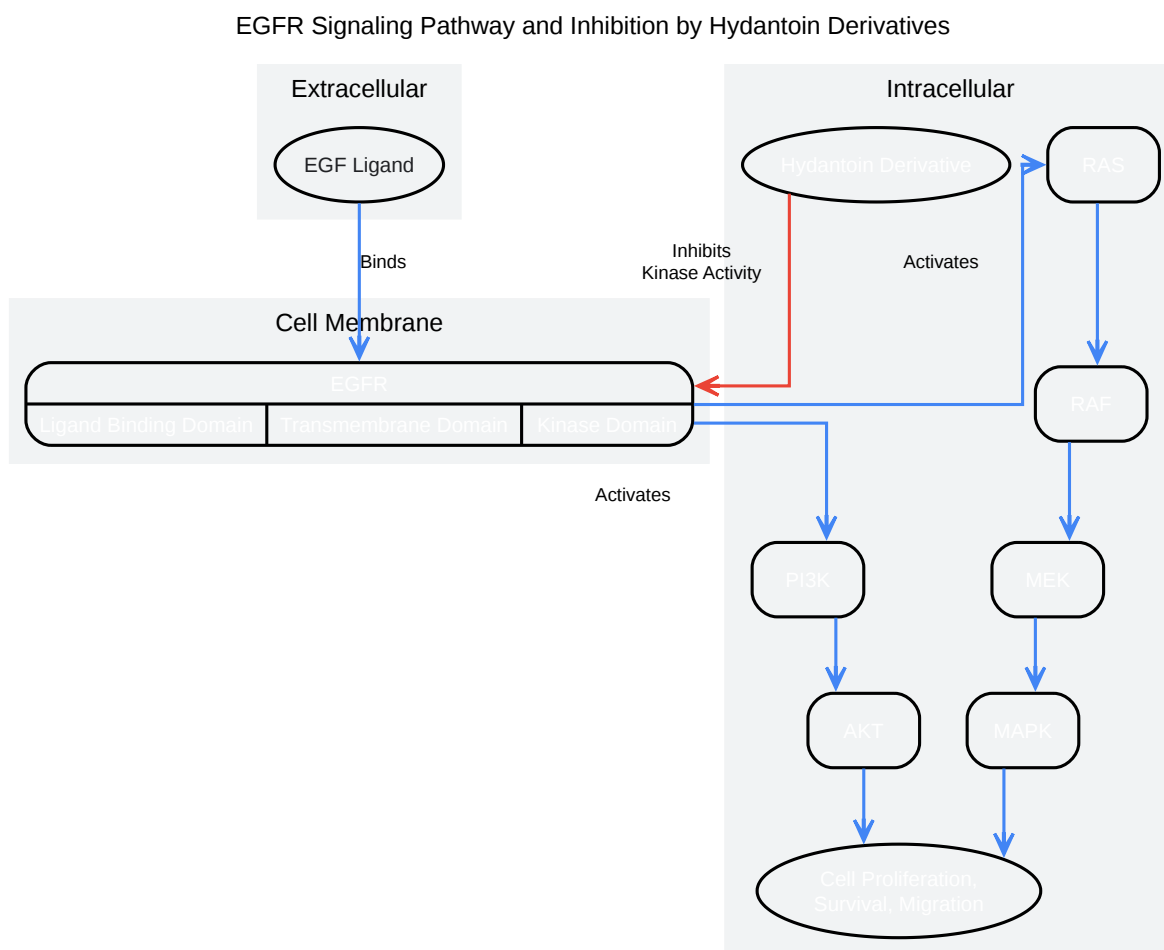 EGFR Signaling Pathway and Inhibition by Hydantoin Derivatives
Extracellular
EGF Ligand
Binds
Cell Membrane
EGFR
Ligand Binding Domain
Transmembrane Domain
Kinase Domain
Intracellular
Hydantoin Derivative
Inhibits
Kinase Activity
Activates
RAS
RAF
Activates
PI3K
MEK
AKT
MAPK
Cell Proliferation,
Survival, Migration